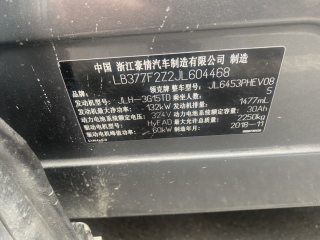 中国 浙江豪情汽车制造有限公司 制造
LB377F2Z2JL604468
品牌: 领克牌 整车型号: JL6453PHEV08
发动机型号: JLH-3G15TD 乘坐人数: 5
发动机最大净功率: 132kW 发动机排量: 1477mL
动力电池系统额定电压: 324V 动力电池系统额定容量: 30Ah
驱动电机型号: HyFAD 最大允许总质量: 2250kg
驱动电机峰值功率: 60kW 制造年月: 2018-11